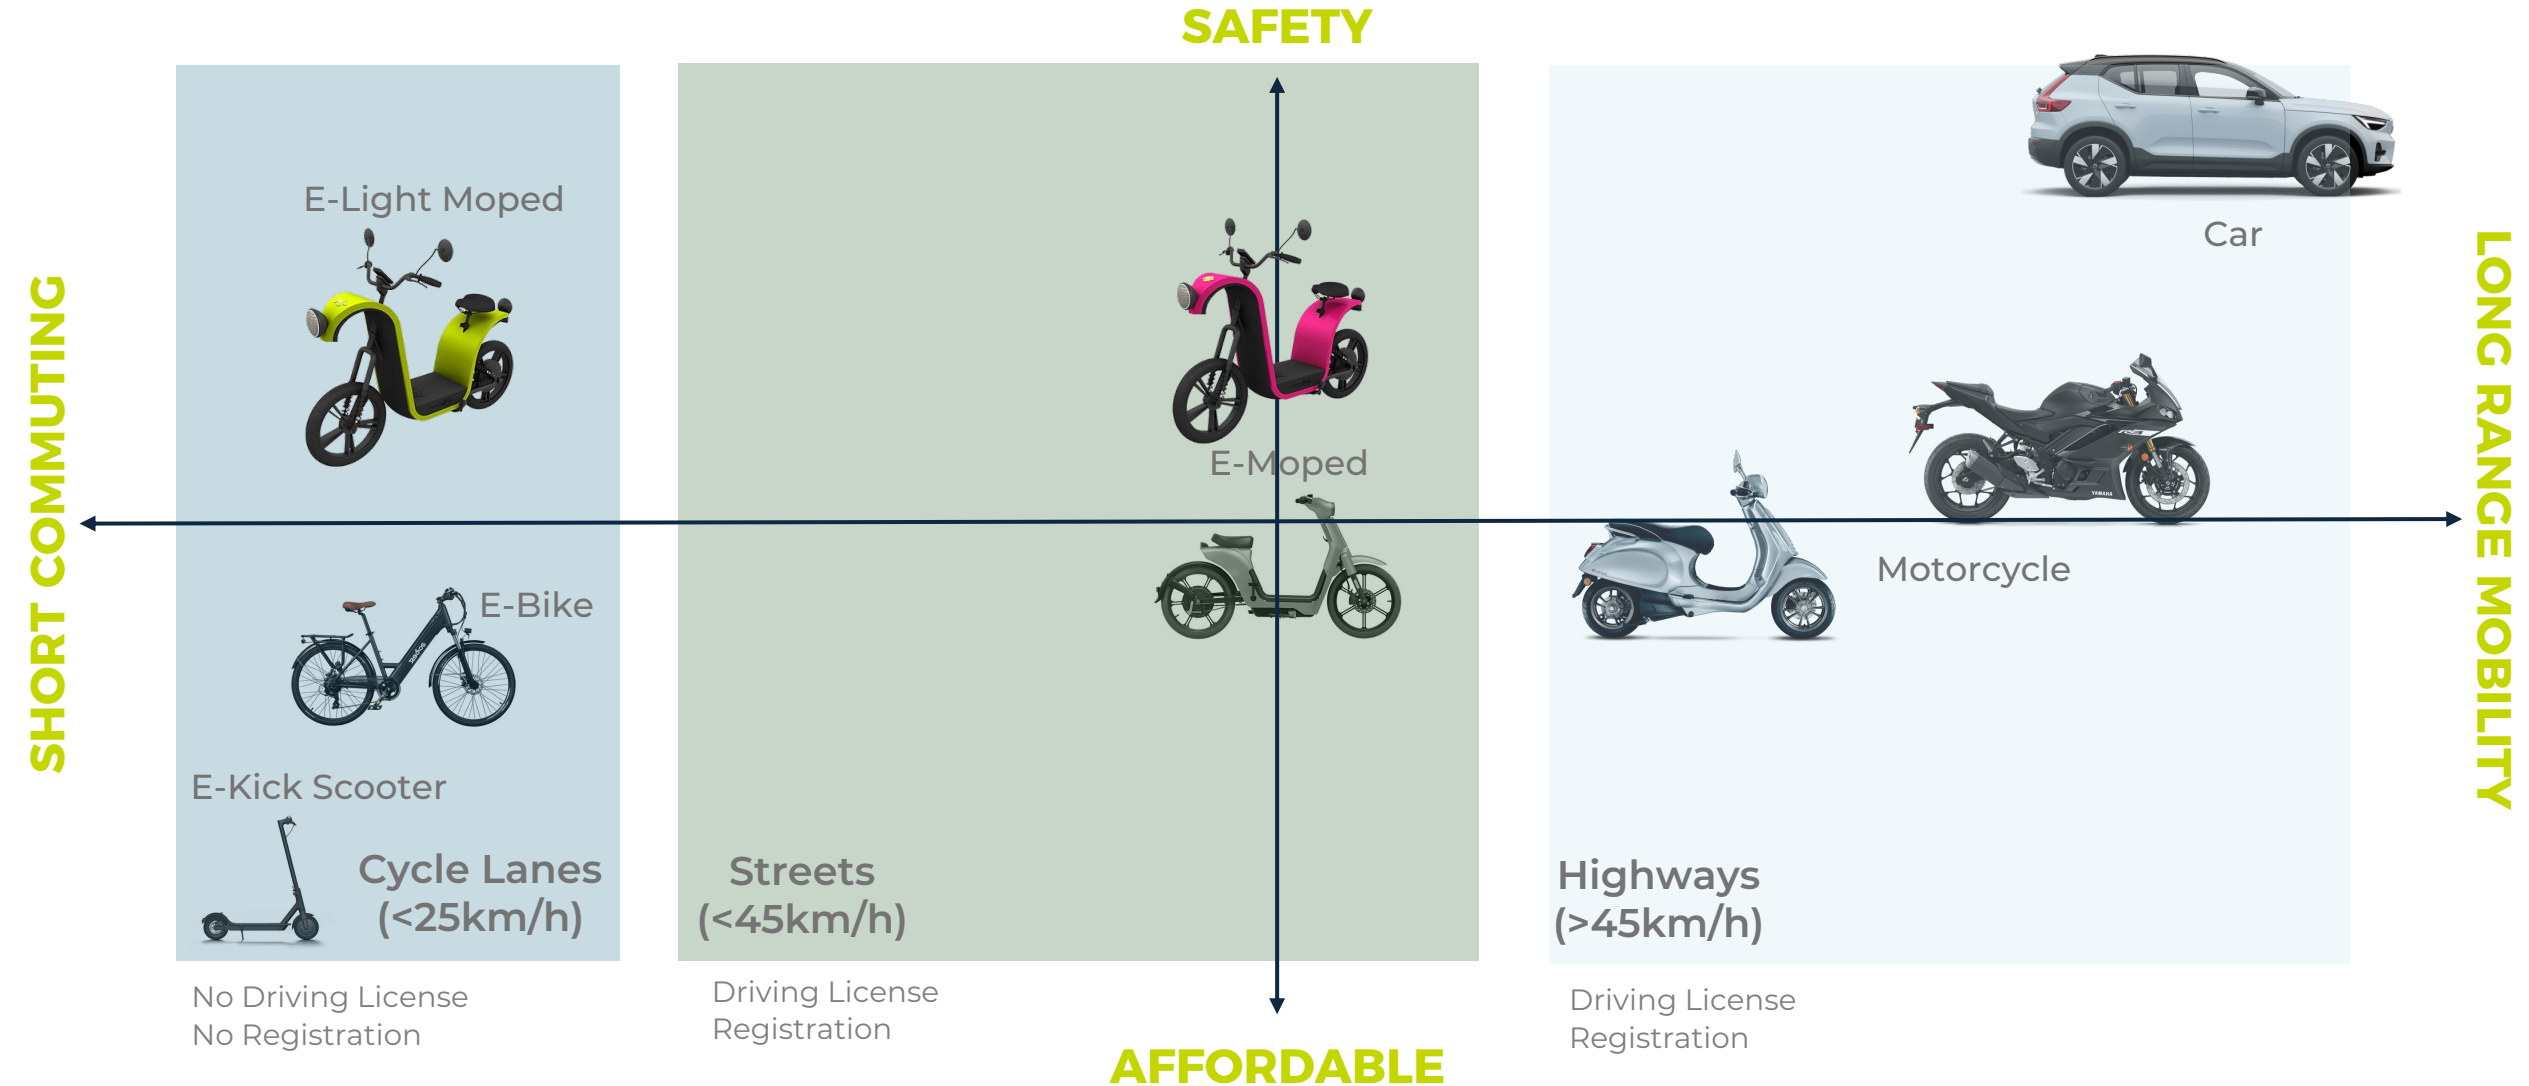 SAFETY
E-Light Moped
Car
SHORT COMMUTING
LONG RANGE MOBILITY
E-Moped
YAMAHA
Motorcycle
E-Bike
E-Kick Scooter
Cycle Lanes
(<25km/h)
Streets
(<45km/h)
Highways
(>45km/h)
No Driving License
No Registration
Driving License
Registration
Driving License
Registration
AFFORDABLE